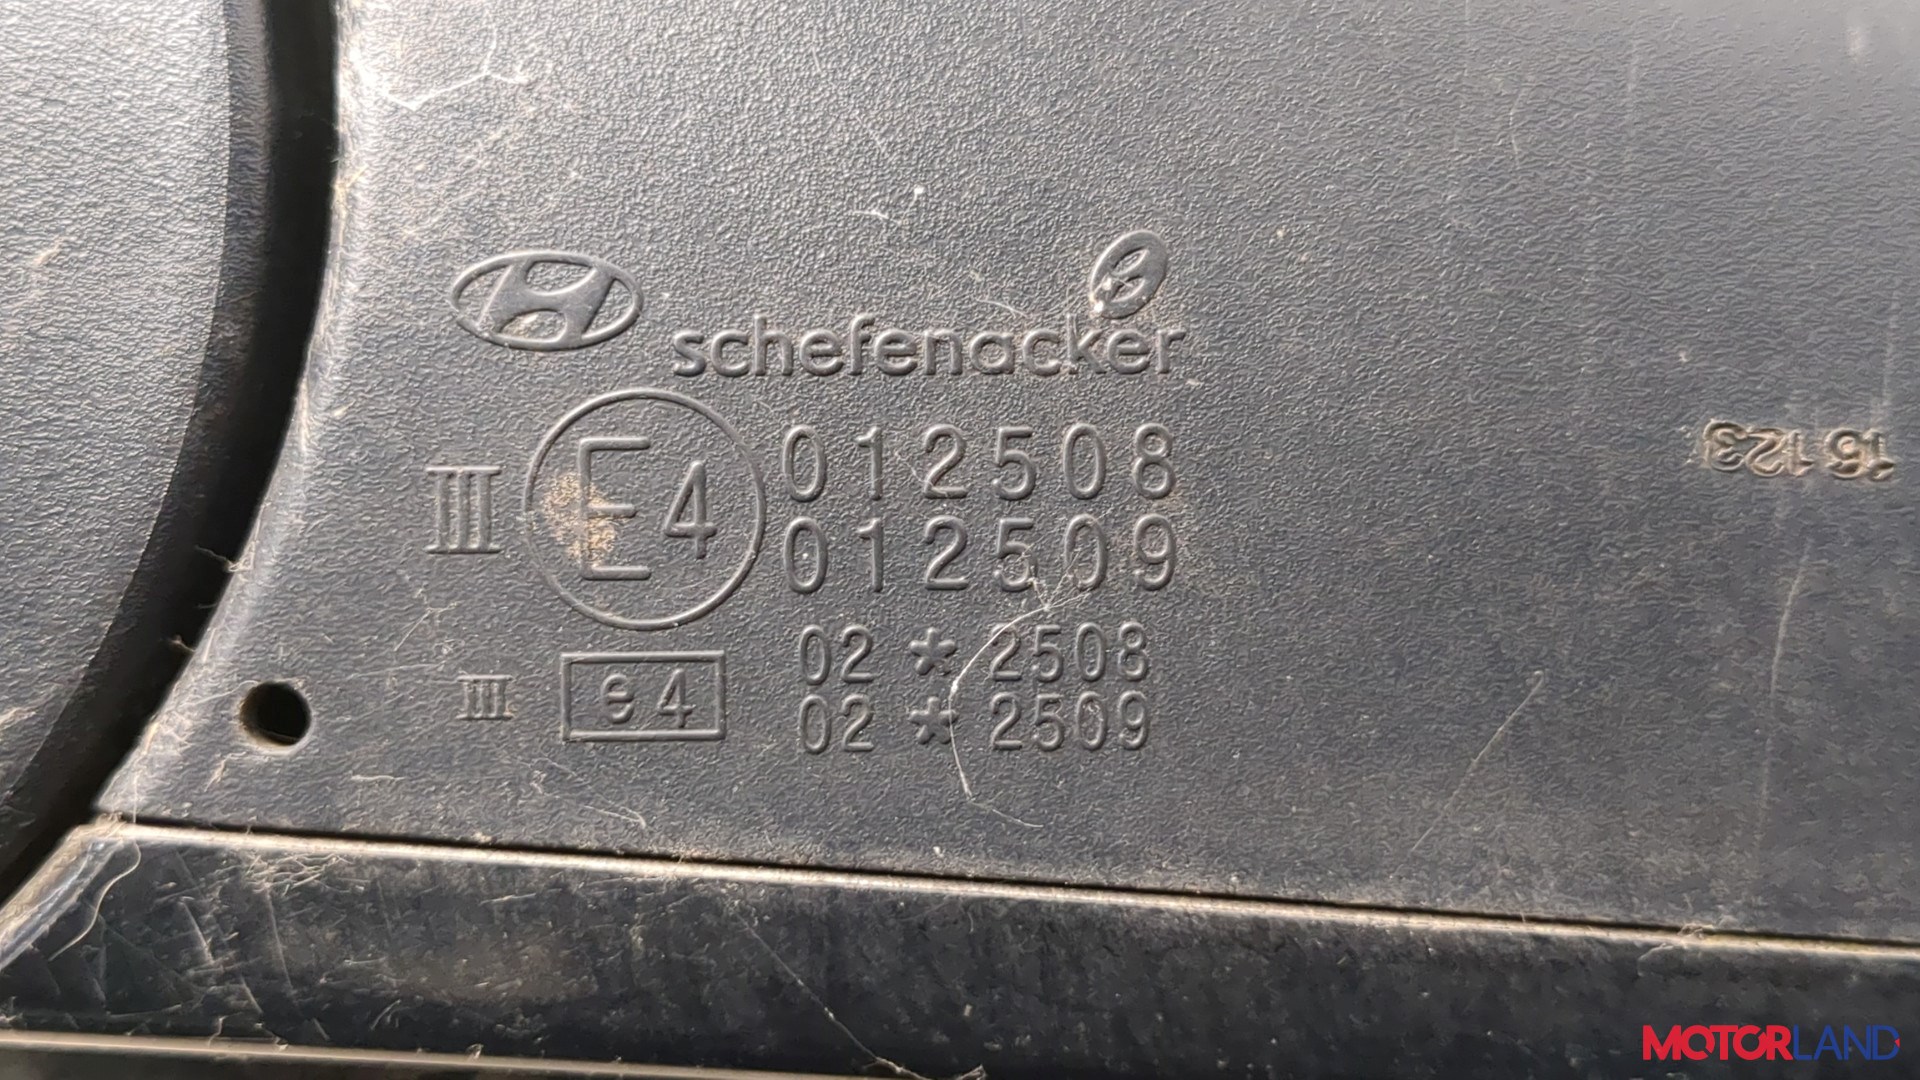 schefenacker
III E4 012508
012509
III e4 02 * 2508
02 * 2509
MOTORLAND